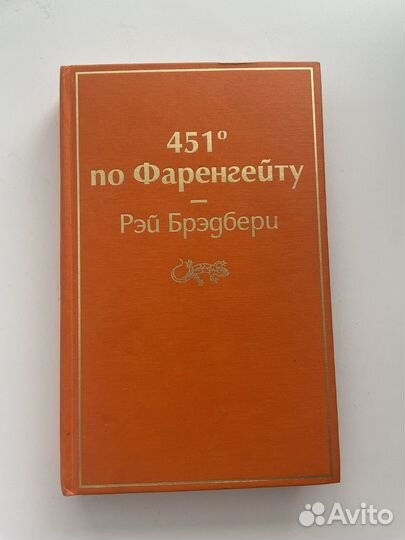 451°
по Фаренгейту
Рэй Брэдбери
Avito